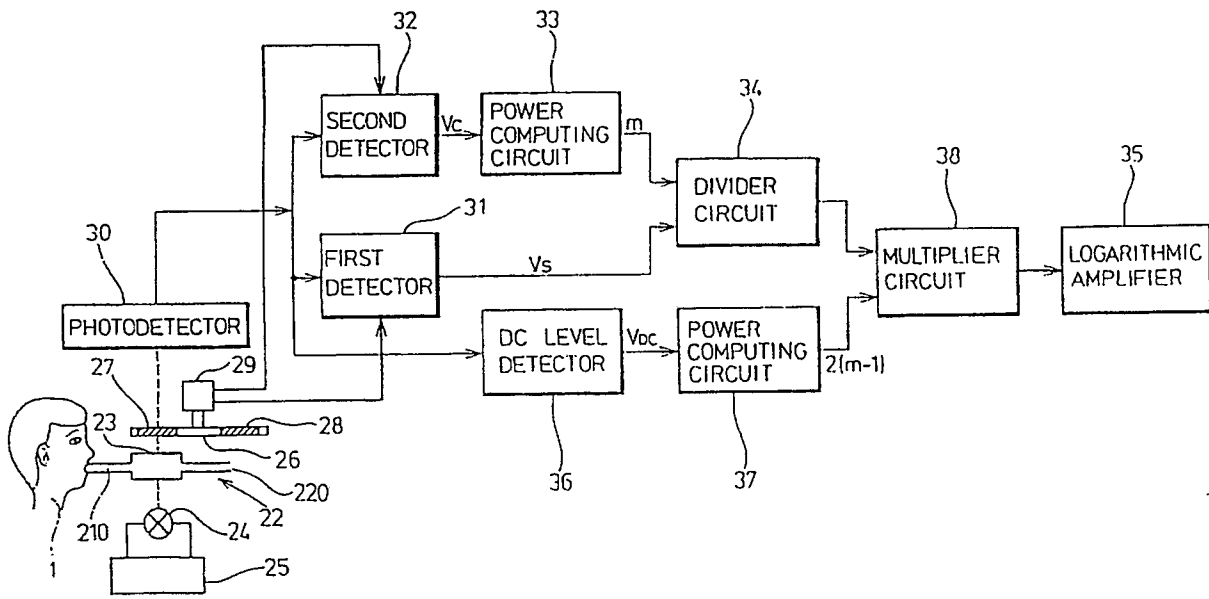 32
33
34
38
35
SECOND
DETECTOR
Vc
POWER
COMPUTING
CIRCUIT
m
DIVIDER
CIRCUIT
31
30
FIRST
DETECTOR
Vs
MULTIPLIER
CIRCUIT
LOGARITHMIC
AMPLIFIER
PHOTODETECTOR
DC LEVEL
DETECTOR
VDC
POWER
COMPUTING
CIRCUIT
2(m-1)
27
29
28
23
26
36
37
220
210
24
22
1
25